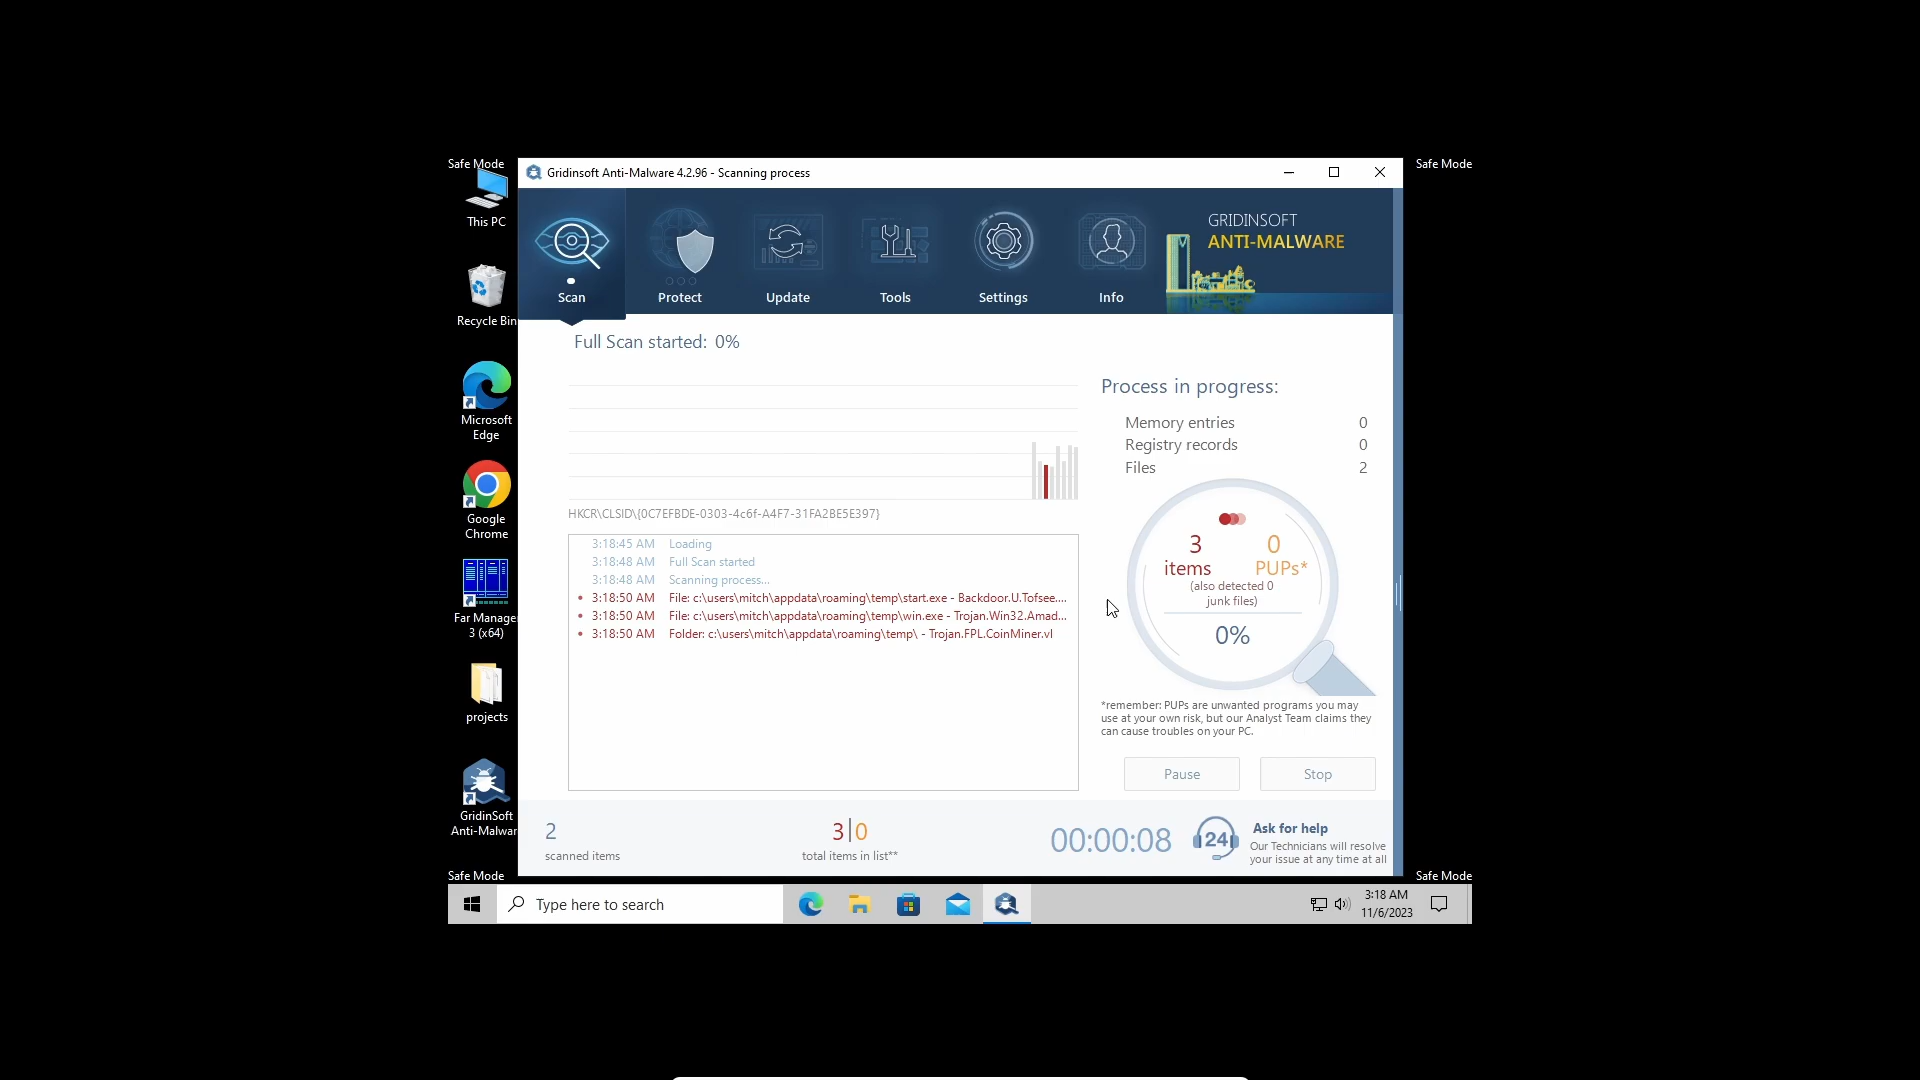 Safe Mode
Safe Mode
This PC
Recycle Bin
Microsoft
Edge
Google
Chrome
Far Manage
3 (x64)
projects
GridinSoft
Anti-Malwar
Gridinsoft Anti-Malware 4.2.96 - Scanning process
Scan
Protect
Update
Tools
Settings
Info
GRIDINSOFT
ANTI-MALWARE
Full Scan started: 0%
HKCR\CLSID\{0C7EFBDE-0303-4c6f-A4F7-31FA2BE5E397}
3:18:45 AM Loading
3:18:48 AM Full Scan started
3:18:48 AM Scanning process...
• 3:18:50 AM File: c:\users\mitch\appdata\roaming\temp\start.exe - Backdoor.U.Tofsee....
• 3:18:50 AM File: c:\users\mitch\appdata\roaming\temp\win.exe - Trojan.Win32.Amad...
• 3:18:50 AM Folder: c:\users\mitch\appdata\roaming\temp\ - Trojan.FPL.CoinMiner.vl
Process in progress:
Memory entries 0
Registry records 0
Files 2
3 0
items PUPs*
(also detected 0
junk files)
0%
*remember: PUPs are unwanted programs you may
use at your own risk, but our Analyst Team claims they
can cause troubles on your PC.
Pause Stop
2
scanned items
3|0
total items in list**
00:00:08
24
Ask for help
Our Technicians will resolve
your issue at any time at all
Safe Mode
Safe Mode
Type here to search
3:18 AM
11/6/2023